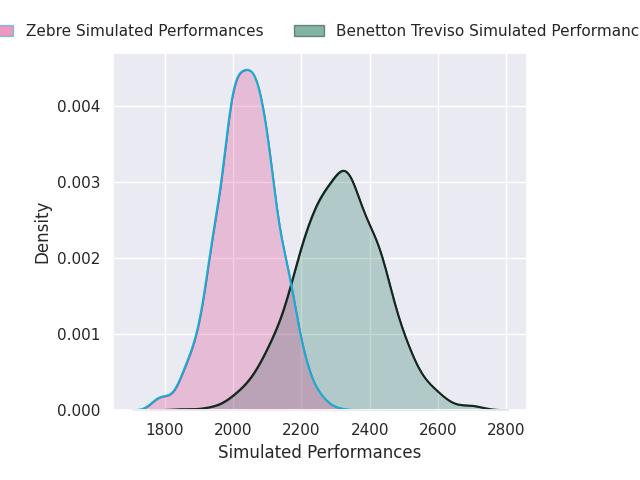 Zebre Simulated Performances
Benetton Treviso Simulated Performanc
0.004
0.003
0.002
0.001
0.000
Density
1800 2000 2200 2400 2600 2800
Simulated Performances